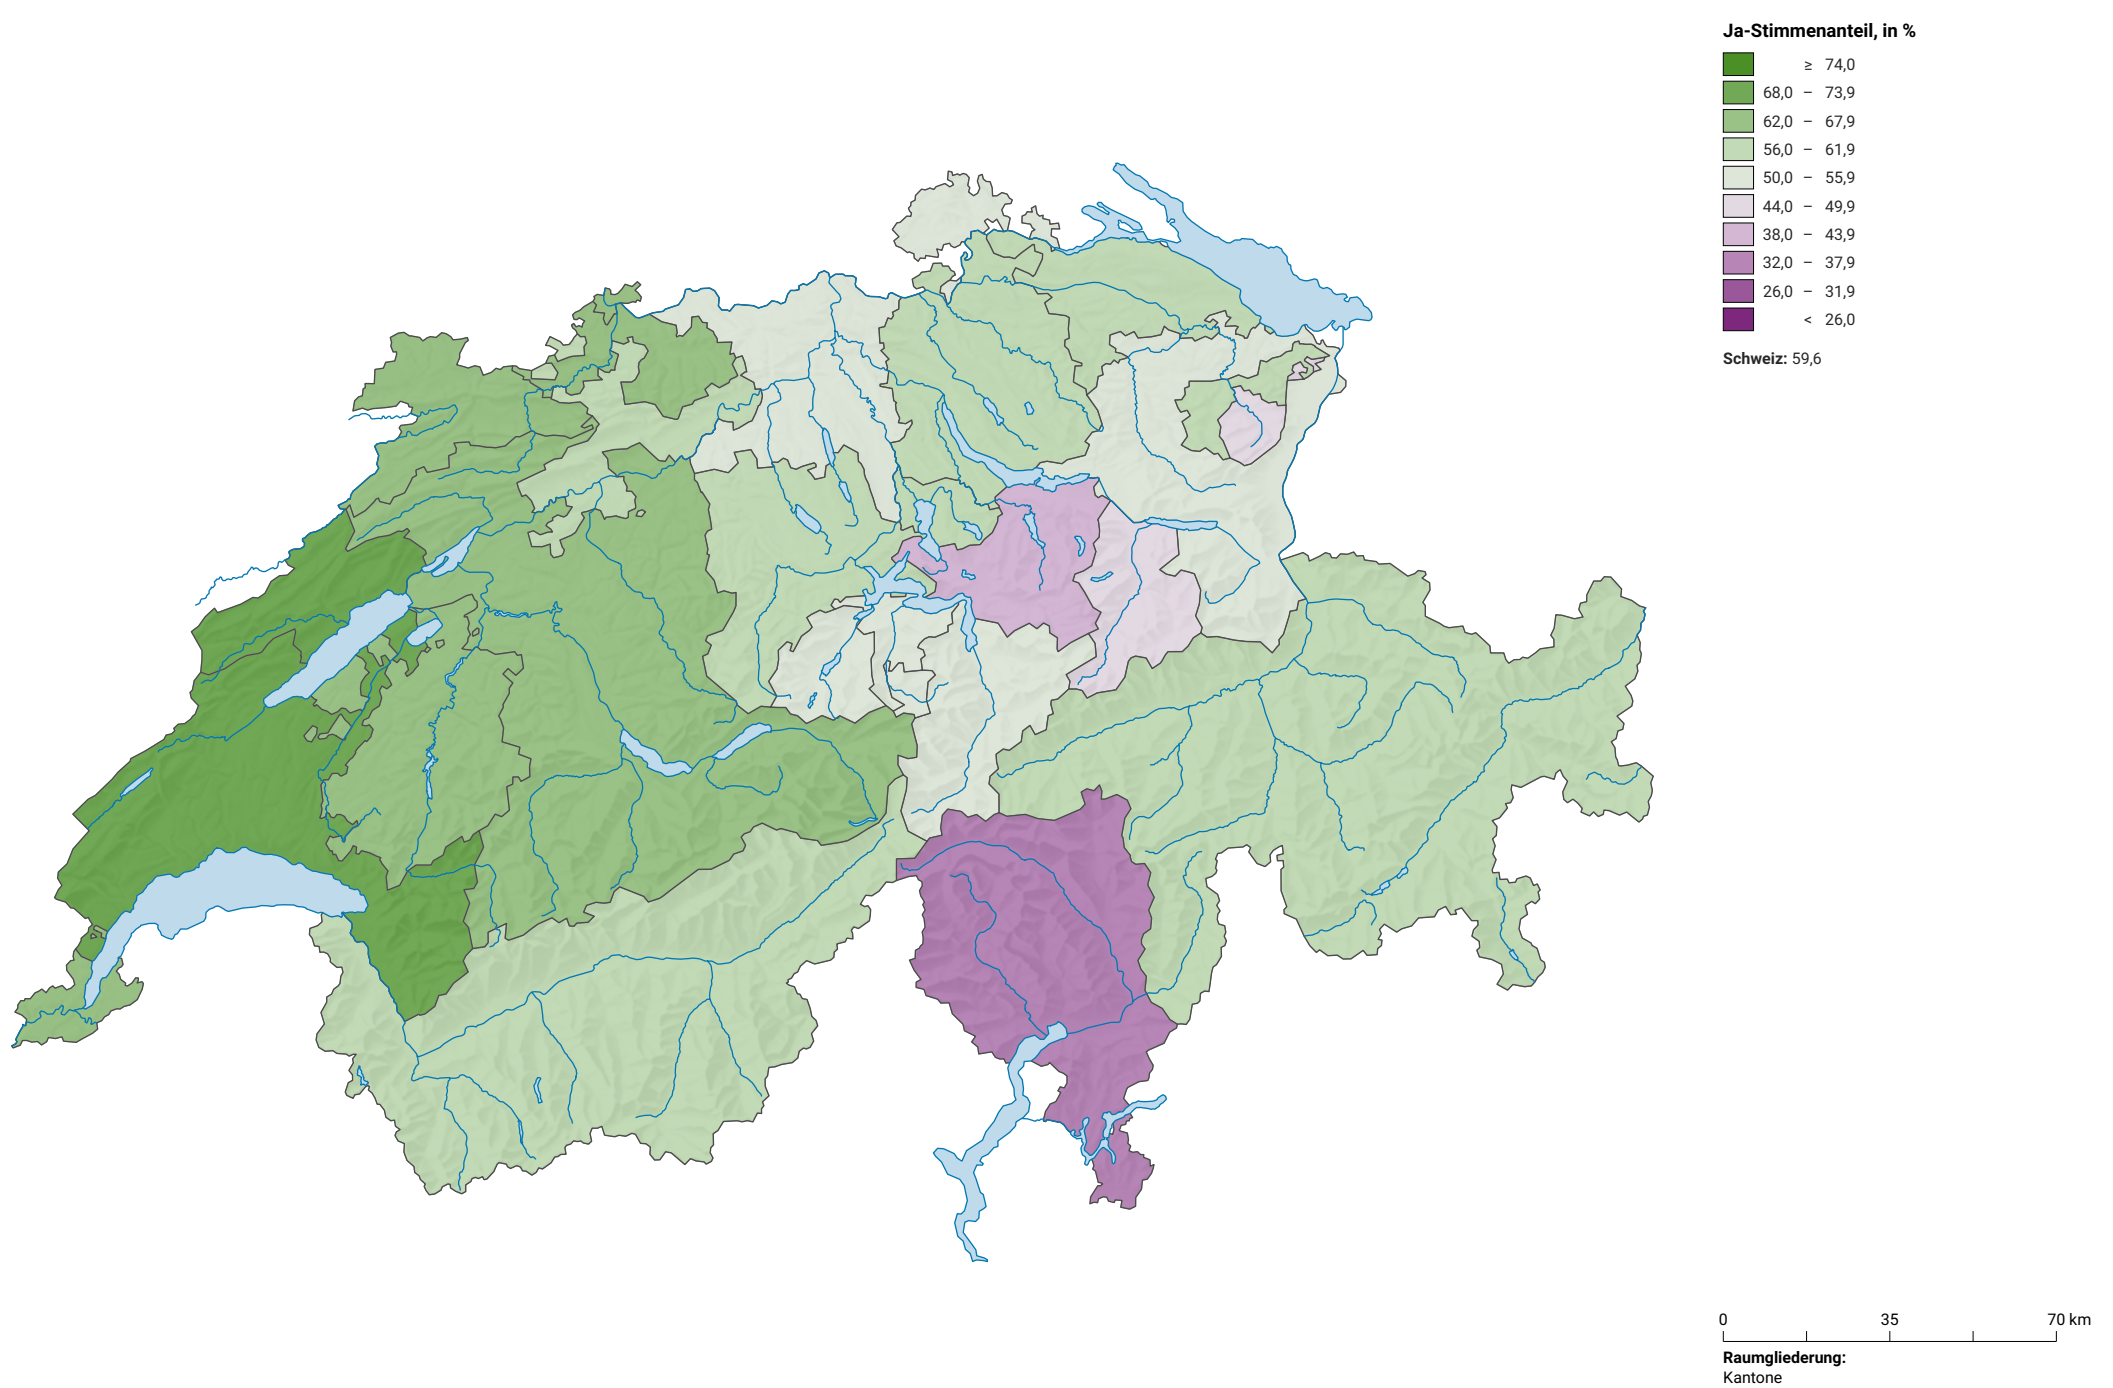 Ja-Stimmenanteil, in %
≥ 74,0
68,0 – 73,9
62,0 – 67,9
56,0 – 61,9
50,0 – 55,9
44,0 – 49,9
38,0 – 43,9
32,0 – 37,9
26,0 – 31,9
< 26,0
Schweiz: 59,6
0 35 70 km
Raumgliederung:
Kantone